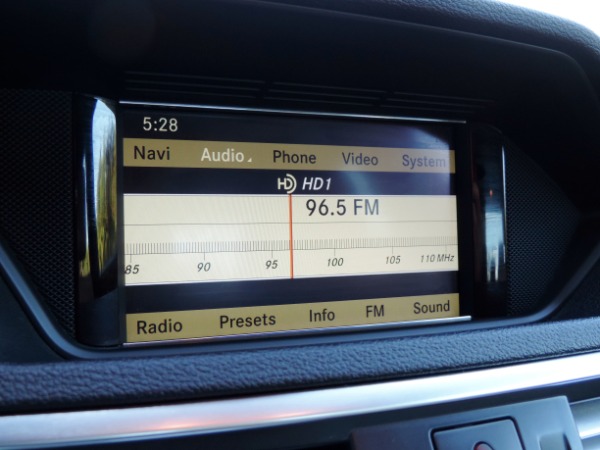 5:28
Navi Audio Phone Video System
HD HD1
96.5 FM
85 90 95 100 105 110 MHz
Radio Presets Info FM Sound